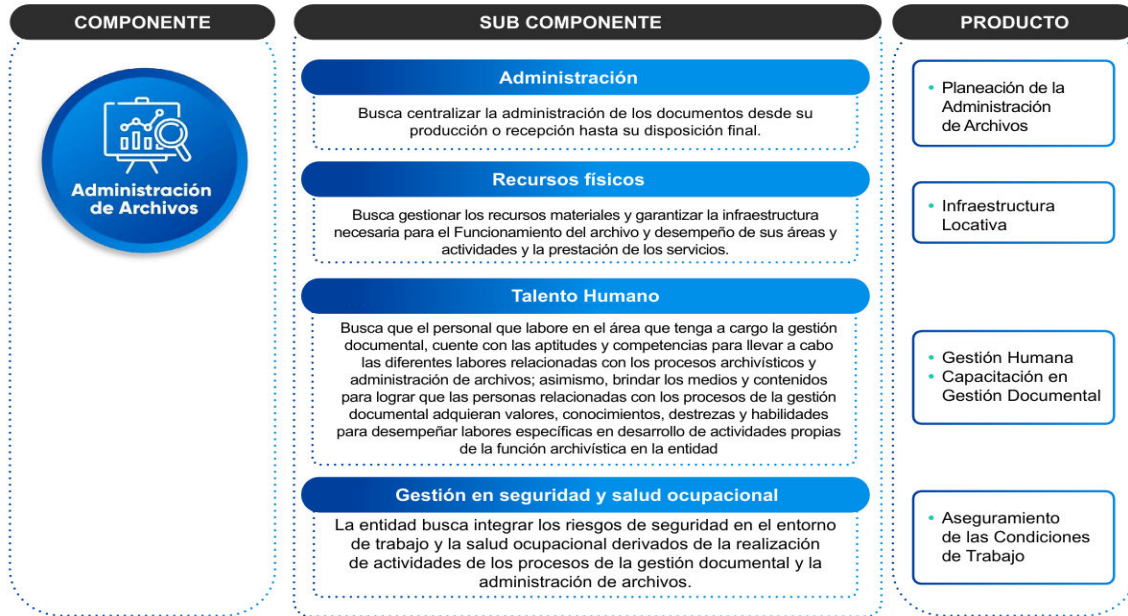 COMPONENTE
SUB COMPONENTE
PRODUCTO
Administración
de Archivos
Administración
Busca centralizar la administración de los documentos desde su
producción o recepción hasta su disposición final.
• Planeación de la
Administración
de Archivos
Recursos físicos
Busca gestionar los recursos materiales y garantizar la infraestructura
necesaria para el Funcionamiento del archivo y desempeño de sus áreas y
actividades y la prestación de los servicios.
• Infraestructura
Locativa
Talento Humano
Busca que el personal que labore en el área que tenga a cargo la gestión
documental, cuente con las aptitudes y competencias para llevar a cabo
las diferentes labores relacionadas con los procesos archivísticos y
administración de archivos; asimismo, brindar los medios y contenidos
para lograr que las personas relacionadas con los procesos de la gestión
documental adquieran valores, conocimientos, destrezas y habilidades
para desempeñar labores específicas en desarrollo de actividades propias
de la función archivística en la entidad
• Gestión Humana
• Capacitación en
Gestión Documental
Gestión en seguridad y salud ocupacional
La entidad busca integrar los riesgos de seguridad en el entorno
de trabajo y la salud ocupacional derivados de la realización
de actividades de los procesos de la gestión documental y la
administración de archivos.
• Aseguramiento
de las Condiciones
de Trabajo